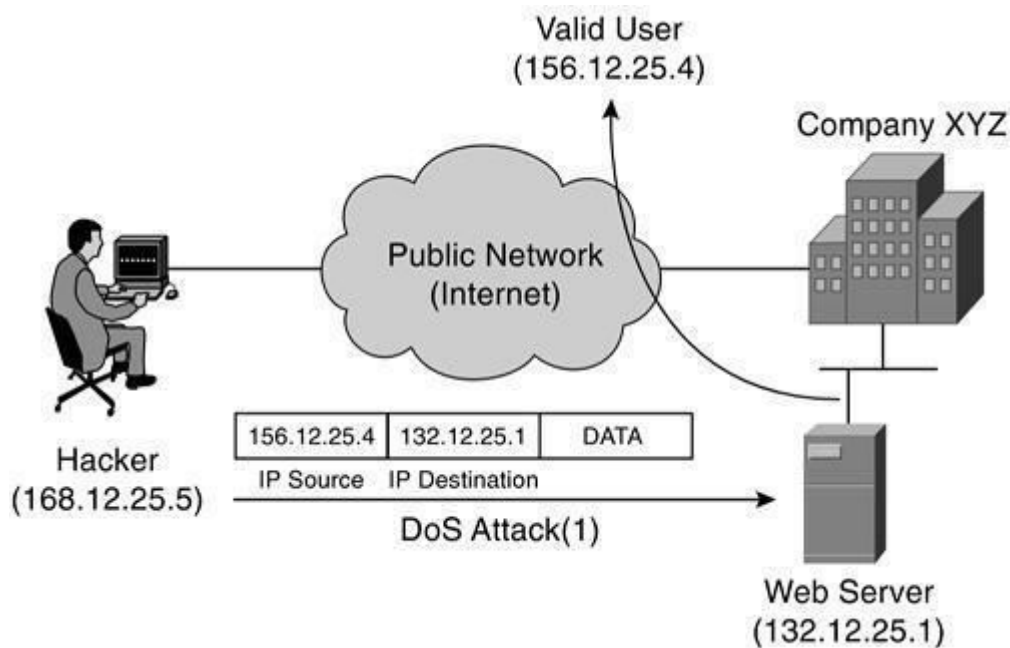 Valid User
(156.12.25.4)
Company XYZ
Public Network
(Internet)
Hacker
(168.12.25.5)
156.12.25.4 132.12.25.1 DATA
IP Source IP Destination
DoS Attack(1)
Web Server
(132.12.25.1)